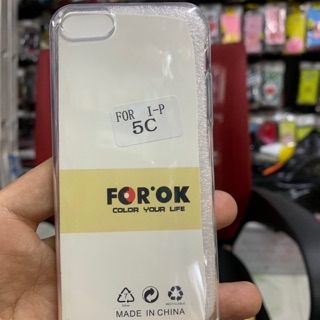 FOR I-P
5C
FOR OK
COLOR YOUR LIFE
MADE IN CHINA